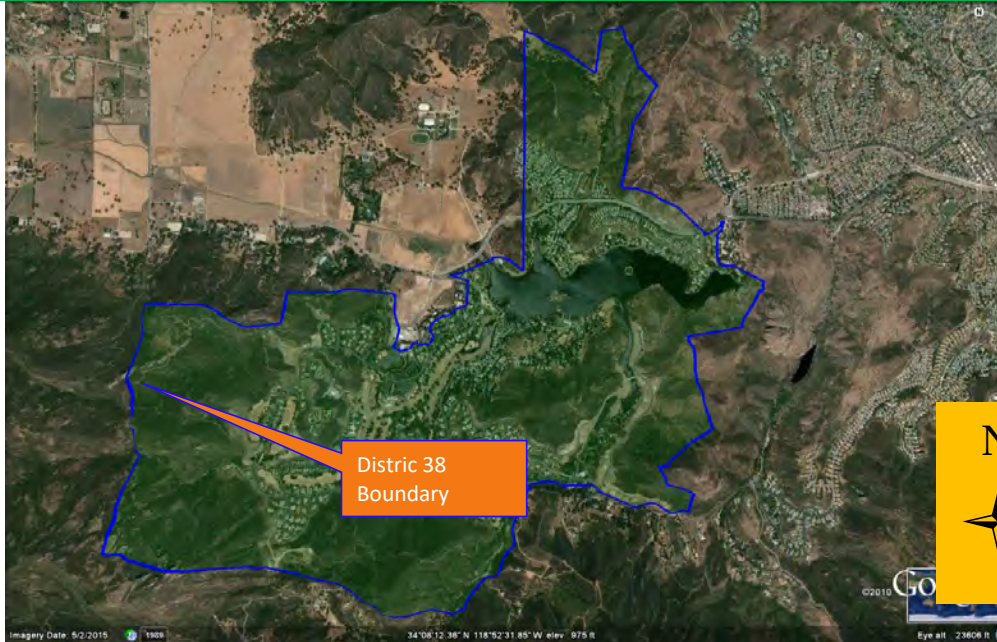 N
Distric 38
Boundary
N
©2010
Go
Imagery Date: 5/2/2015
1989
34°08'12.36" N 118°52'31.85" W elev 975 ft
Eye alt 23606 ft